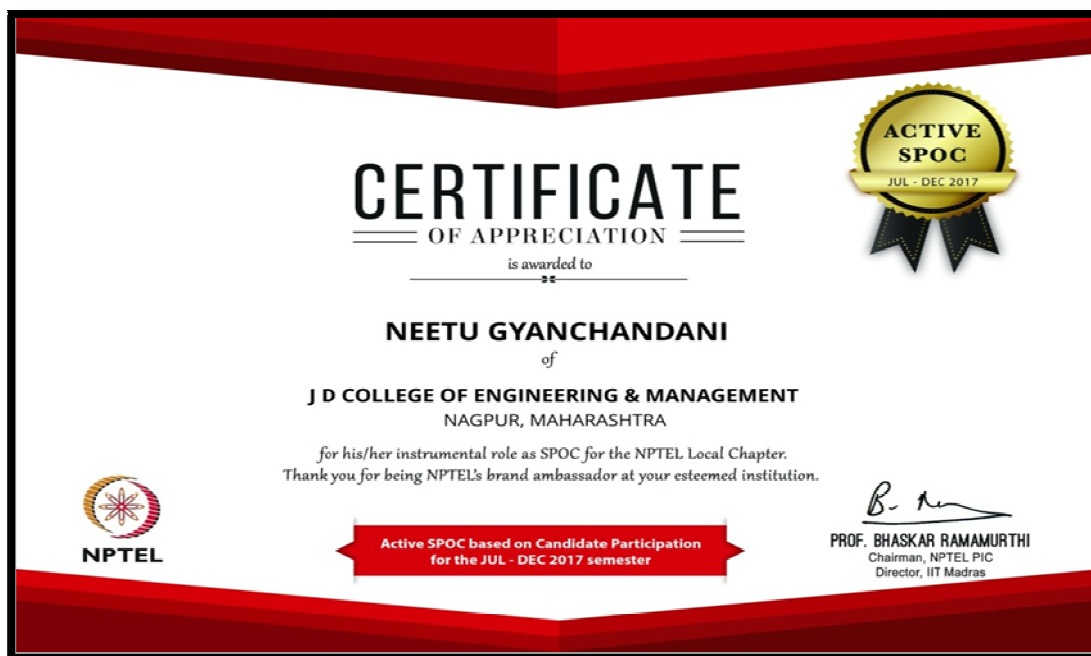 ACTIVE
SPOC
JUL - DEC 2017
CERTIFICATE
OF APPRECIATION
is awarded to
NEETU GYANCHANDANI
of
J D COLLEGE OF ENGINEERING & MANAGEMENT
NAGPUR, MAHARASHTRA
for his/her instrumental role as SPOC for the NPTEL Local Chapter.
Thank you for being NPTEL's brand ambassador at your esteemed institution.
NPTEL
Active SPOC based on Candidate Participation
for the JUL - DEC 2017 semester
PROF. BHASKAR RAMAMURTHI
Chairman, NPTEL PIC
Director, IIT Madras